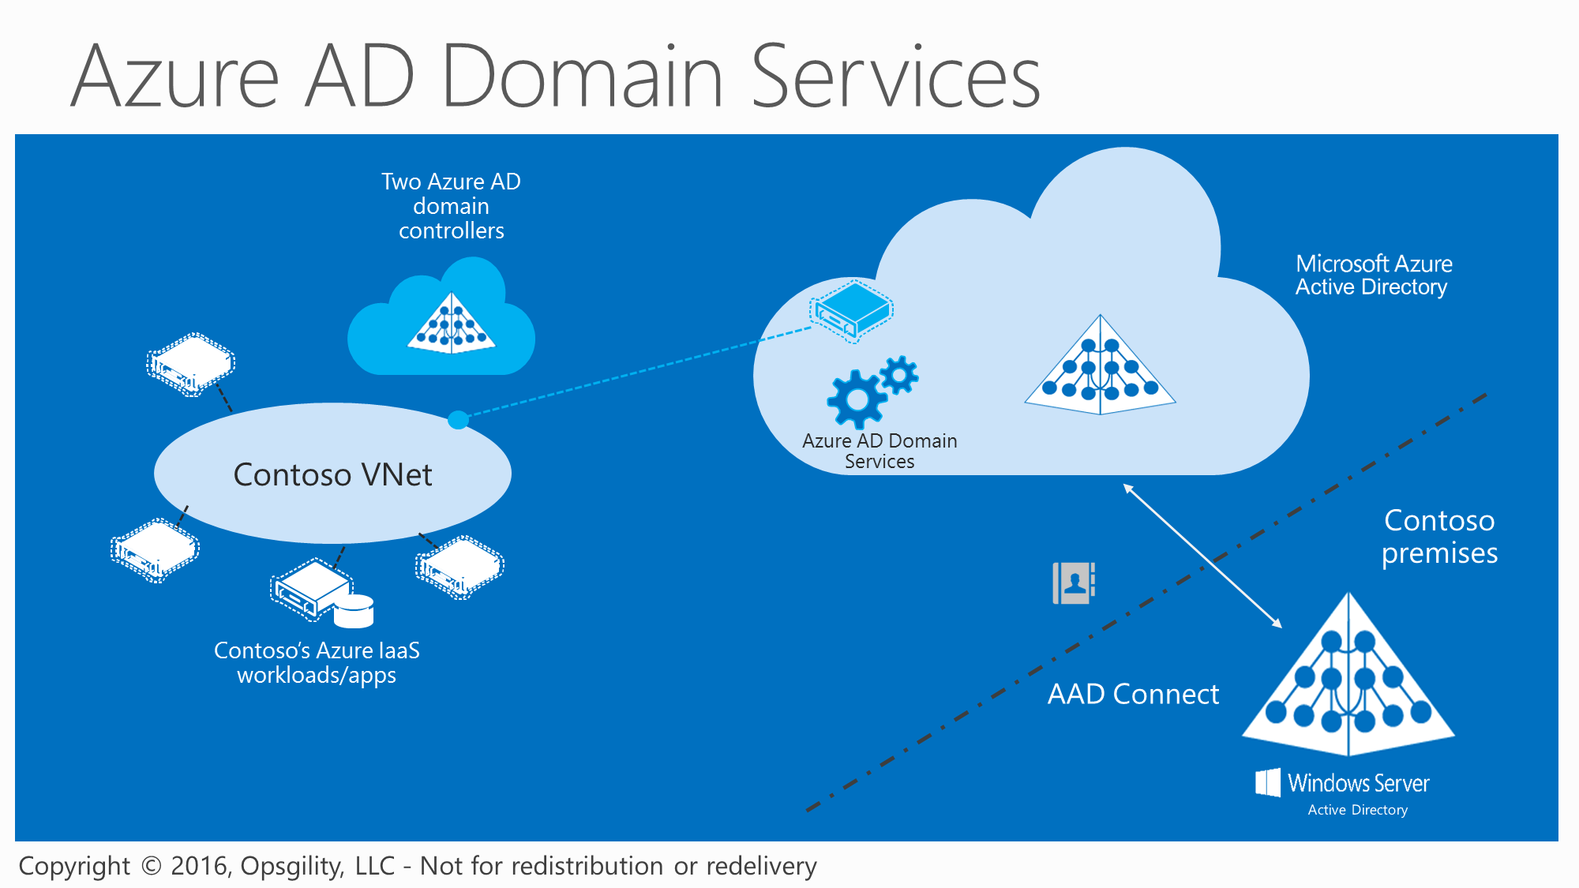 Azure AD Domain Services
Two Azure AD
domain
controllers
Microsoft Azure
Active Directory
Azure AD Domain
Services
Contoso VNet
Contoso
premises
Contoso’s Azure IaaS
workloads/apps
AAD Connect
Windows Server
Active Directory
Copyright © 2016, Opsgility, LLC - Not for redistribution or redelivery